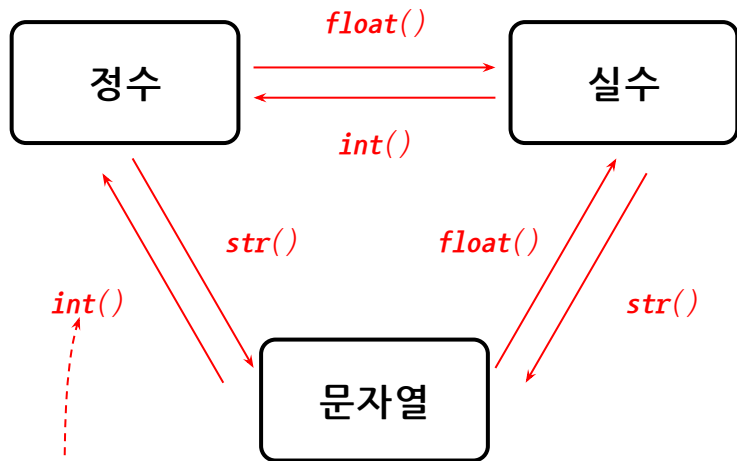 float()
정수
실수
int()
str()
float()
int()
str()
문자열